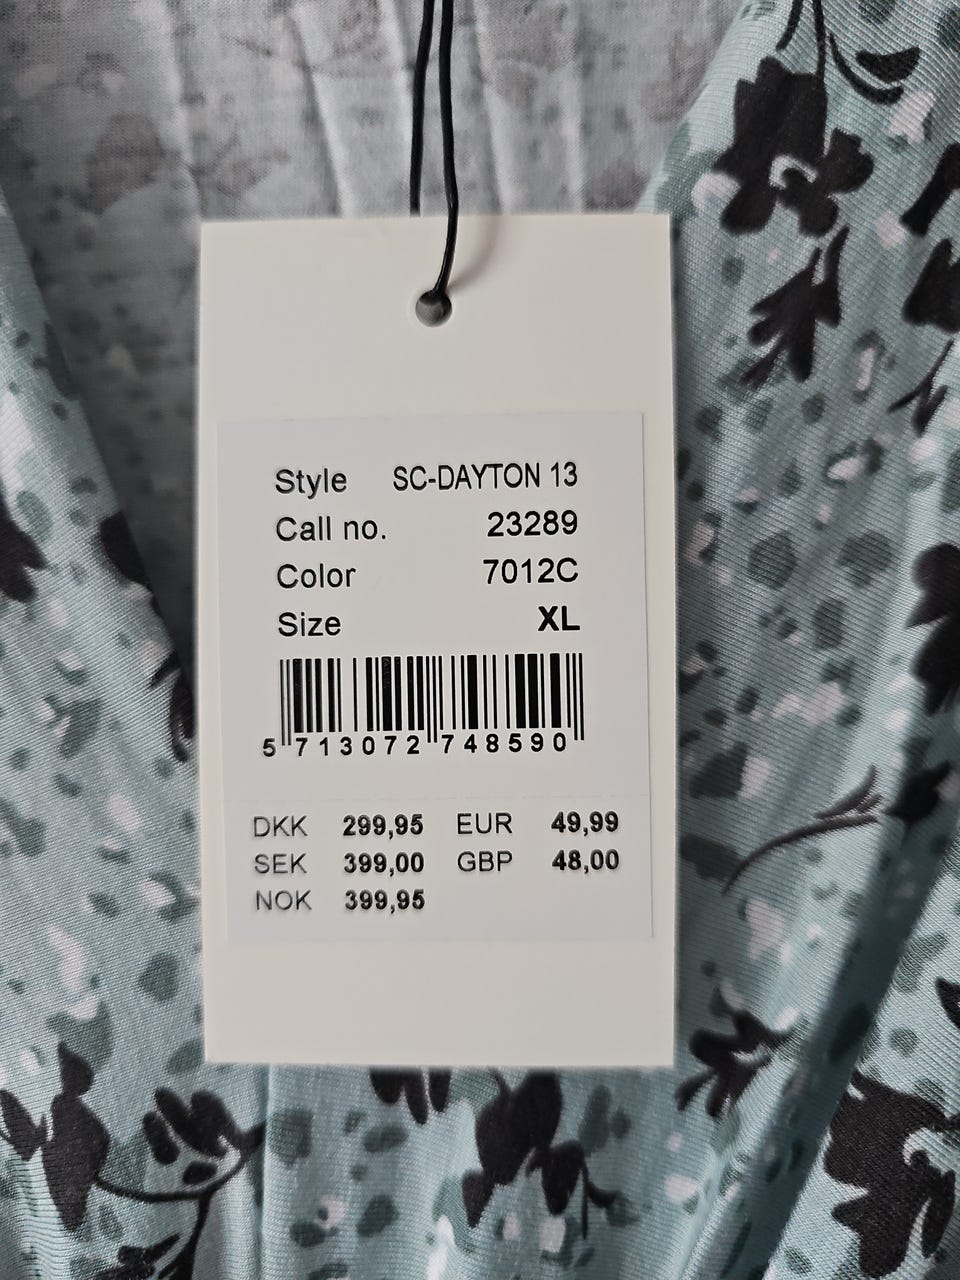 Style SC-DAYTON 13
Call no. 23289
Color 7012C
Size XL
5 713072 748590
DKK 299,95 EUR 49,99
SEK 399,00 GBP 48,00
NOK 399,95